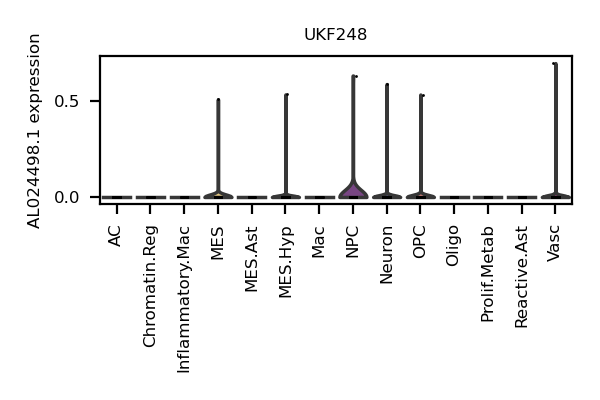 UKF248
AL024498.1 expression
0.5
0.0
AC
Chromatin.Reg
Inflammatory.Mac
MES
MES.Ast
MES.Hyp
Mac
NPC
Neuron
OPC
Oligo
Prolif.Metab
Reactive.Ast
Vasc